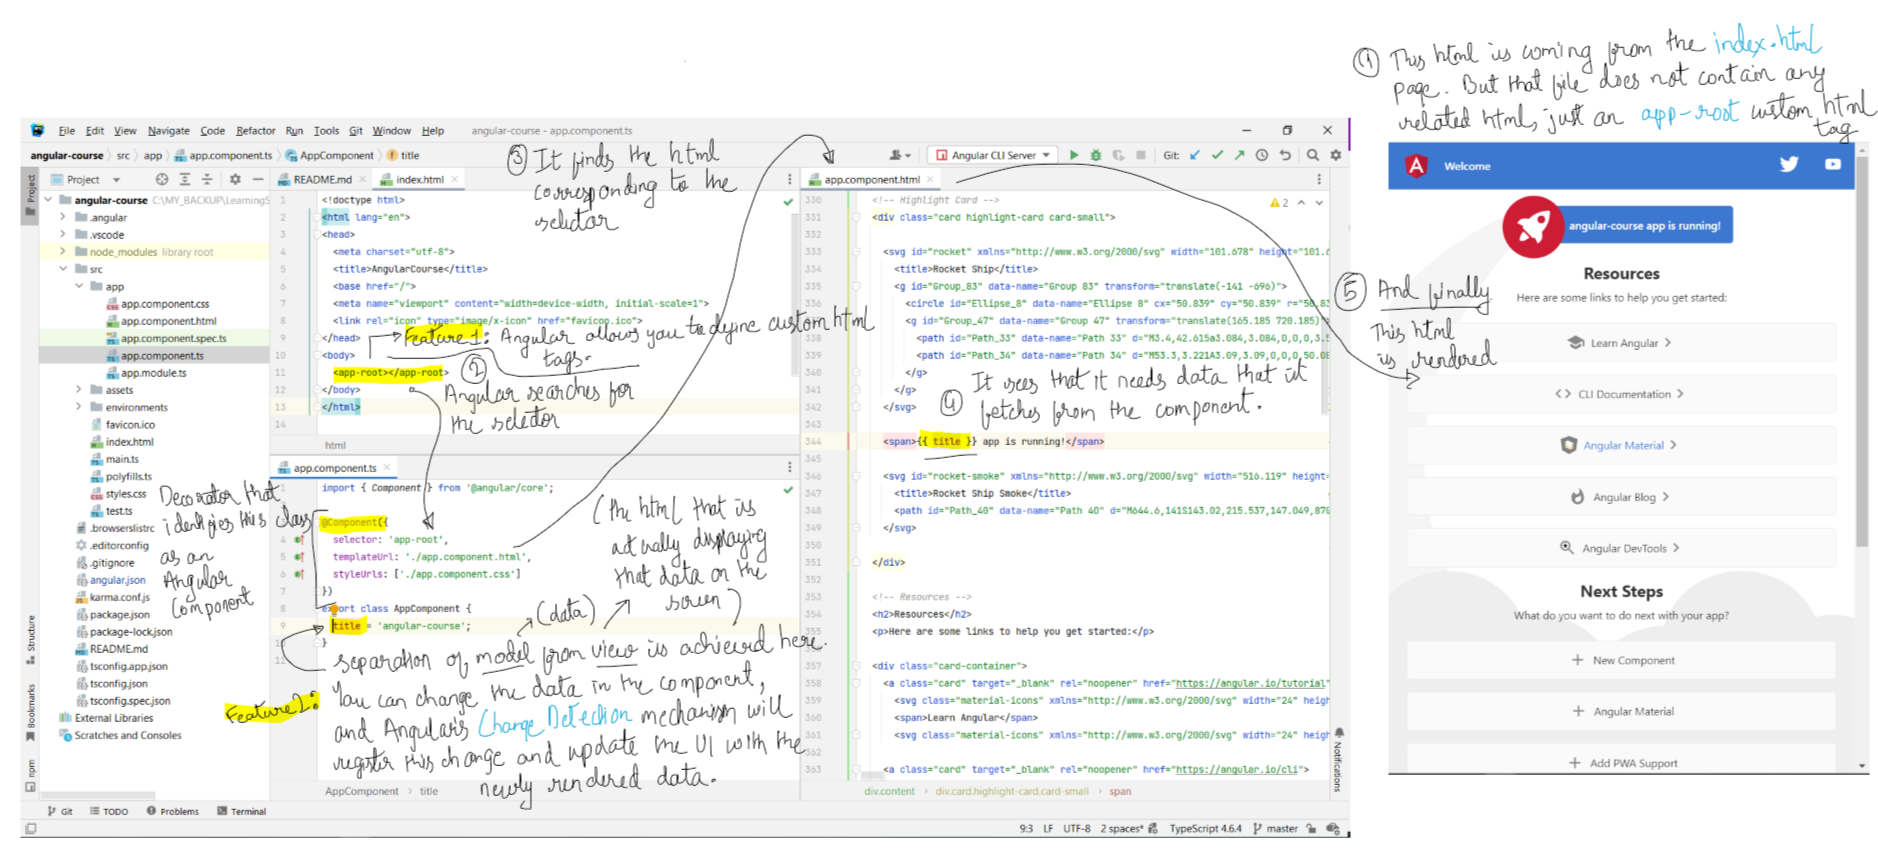 ① This html is coming from the index.html
page. But that file does not contain any
related html, just an app-root custom html
tag
File Edit View Navigate Code Refactor Run Tools Git Window Help angular-course - app.component.ts
angular-course src app app.component.ts AppComponent title
Angular CLI Server Git:
③ It finds the html
corresponding to the
selector
Project
Project
angular-course C:\MY_BACKUP\LearningS
.angular
.vscode
node_modules library root
src
app
app.component.css
app.component.html
app.component.spec.ts
app.component.ts
app.module.ts
assets
environments
favicon.ico
index.html
main.ts
polyfills.ts
styles.css
test.ts
.browserslistrc
.editorconfig
.gitignore
angular.json
karma.conf.js
package.json
package-lock.json
README.md
tsconfig.app.json
tsconfig.json
tsconfig.spec.json
External Libraries
Scratches and Consoles
Structure
Bookmarks
npm
Decorator that
identifies this class
as an
Angular
Component
README.md index.html
1 <!doctype html>
2 <html lang="en">
3 <head>
4 <meta charset="utf-8">
5 <title>AngularCourse</title>
6 <base href="/">
7 <meta name="viewport" content="width=device-width, initial-scale=1">
8 <link rel="icon" type="image/x-icon" href="favicon.ico">
9 </head>
10 <body>
11 <app-root></app-root>
12 </body>
13 </html>
14
html
Feature 1: Angular allows you to define custom html
tags.
②
Angular searches for
the selector
app.component.ts
1 import { Component } from '@angular/core';
@Component({
4 selector: 'app-root',
5 templateUrl: './app.component.html',
6 styleUrls: ['./app.component.css']
7 })
8 export class AppComponent {
9 title = 'angular-course';
10 }
11
AppComponent title
(the html that is
actually displaying
that data on the
screen)
(data)
separation of model from view is achieved here.
Feature 2: You can change the data in the component,
and Angular's Change Detection mechanism will
register this change and update the UI with the
newly rendered data.
app.component.html
2
330 <!-- Highlight Card -->
331 <div class="card highlight-card card-small">
332
333 <svg id="rocket" xmlns="http://www.w3.org/2000/svg" width="101.678" height="101.6
334 <title>Rocket Ship</title>
335 <g id="Group_83" data-name="Group 83" transform="translate(-141 -696)">
336 <circle id="Ellipse_8" data-name="Ellipse 8" cx="50.839" cy="50.839" r="50.83
337 <g id="Group_47" data-name="Group 47" transform="translate(165.185 720.185)"
338 <path id="Path_33" data-name="Path 33" d="M3.4,42.615a3.084,3.084,0,0,0,3.5
339 <path id="Path_34" data-name="Path 34" d="M53.3,3.221A3.09,3.09,0,0,0,50.08
340 </g>
341 </g>
342 </svg>
344 <span>{{ title }} app is running!</span>
346 <svg id="rocket-smoke" xmlns="http://www.w3.org/2000/svg" width="516.119" height=
347 <title>Rocket Ship Smoke</title>
348 <path id="Path_40" data-name="Path 40" d="M644.6,141S143.02,215.537,147.049,870
349 </svg>
350
351 </div>
352
353 <!-- Resources -->
354 <h2>Resources</h2>
355 <p>Here are some links to help you get started:</p>
357 <div class="card-container">
358 <a class="card" target="_blank" rel="noopener" href="https://angular.io/tutorial"
359 <svg class="material-icons" xmlns="http://www.w3.org/2000/svg" width="24" heigh
360 <span>Learn Angular</span>
361 <svg class="material-icons" xmlns="http://www.w3.org/2000/svg" width="24" heigh
362
363 <a class="card" target="_blank" rel="noopener" href="https://angular.io/cli">
div.content div.card.highlight-card.card-small span
④ It sees that it needs data that it
fetches from the component.
Notifications
Git TODO Problems Terminal
9:3 LF UTF-8 2 spaces* TypeScript 4.6.4 master
⑤ And finally
This html
is rendered
Welcome
angular-course app is running!
Resources
Here are some links to help you get started:
Learn Angular
CLI Documentation
Angular Material
Angular Blog
Angular DevTools
Next Steps
What do you want to do next with your app?
New Component
Angular Material
Add PWA Support